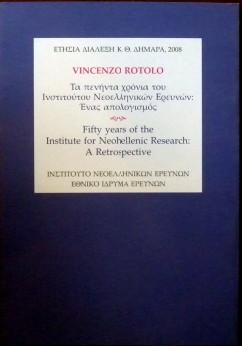 ΕΤΗΣΙΑ ΔΙΑΛΕΞΗ Κ. Θ. ΔΗΜΑΡΑ, 2008
VINCENZO ROTOLO
Τα πενήντα χρόνια του
Ινστιτούτου Νεοελληνικών Ερευνών:
Ένας απολογισμός
Fifty years of the
Institute for Neohellenic Research:
A Retrospective
ΙΝΣΤΙΤΟΥΤΟ ΝΕΟΕΛΛΗΝΙΚΩΝ ΕΡΕΥΝΩΝ
ΕΘΝΙΚΟ ΙΔΡΥΜΑ ΕΡΕΥΝΩΝ